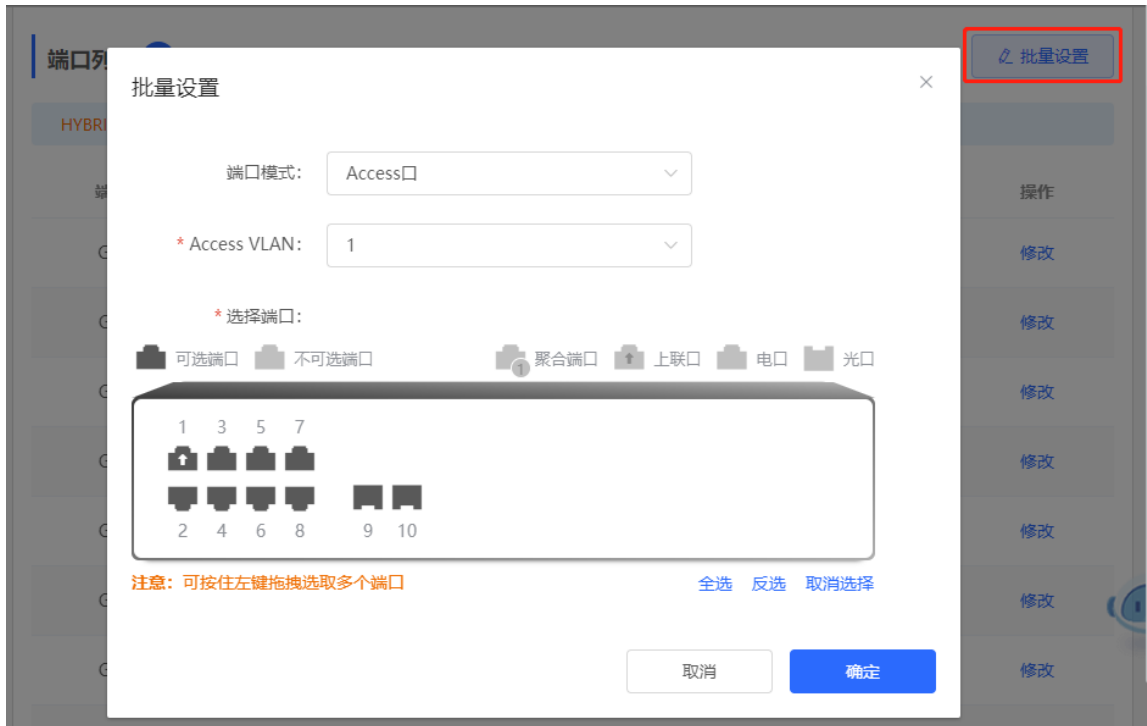 端口列
批量设置
批量设置
HYBRI
端口模式: Access口
操作
* Access VLAN: 1
修改
修改
* 选择端口:
可选端口 不可选端口 1 聚合端口 上联口 电口 光口
修改
1 3 5 7
修改
2 4 6 8 9 10
修改
注意: 可按住左键拖拽选取多个端口 全选 反选 取消选择
修改
取消 确定
修改